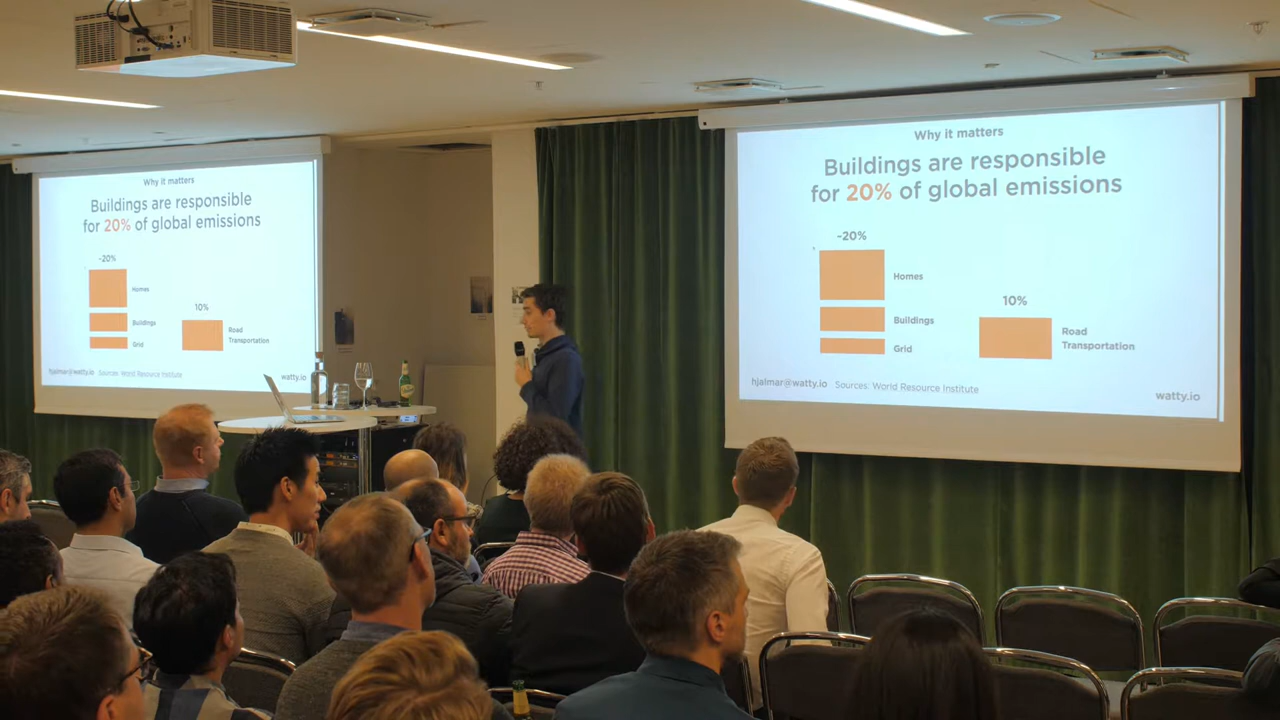 Why it matters
Buildings are responsible
for 20% of global emissions
~20%
Homes
10%
Buildings
Road
Transportation
Grid
hjalmar@watty.io Sources: World Resource Institute
watty.io
Why it matters
Buildings are responsible
for 20% of global emissions
~20%
Homes
10%
Buildings
Road
Transportation
Grid
hjalmar@watty.io Sources: World Resource Institute
watty.io